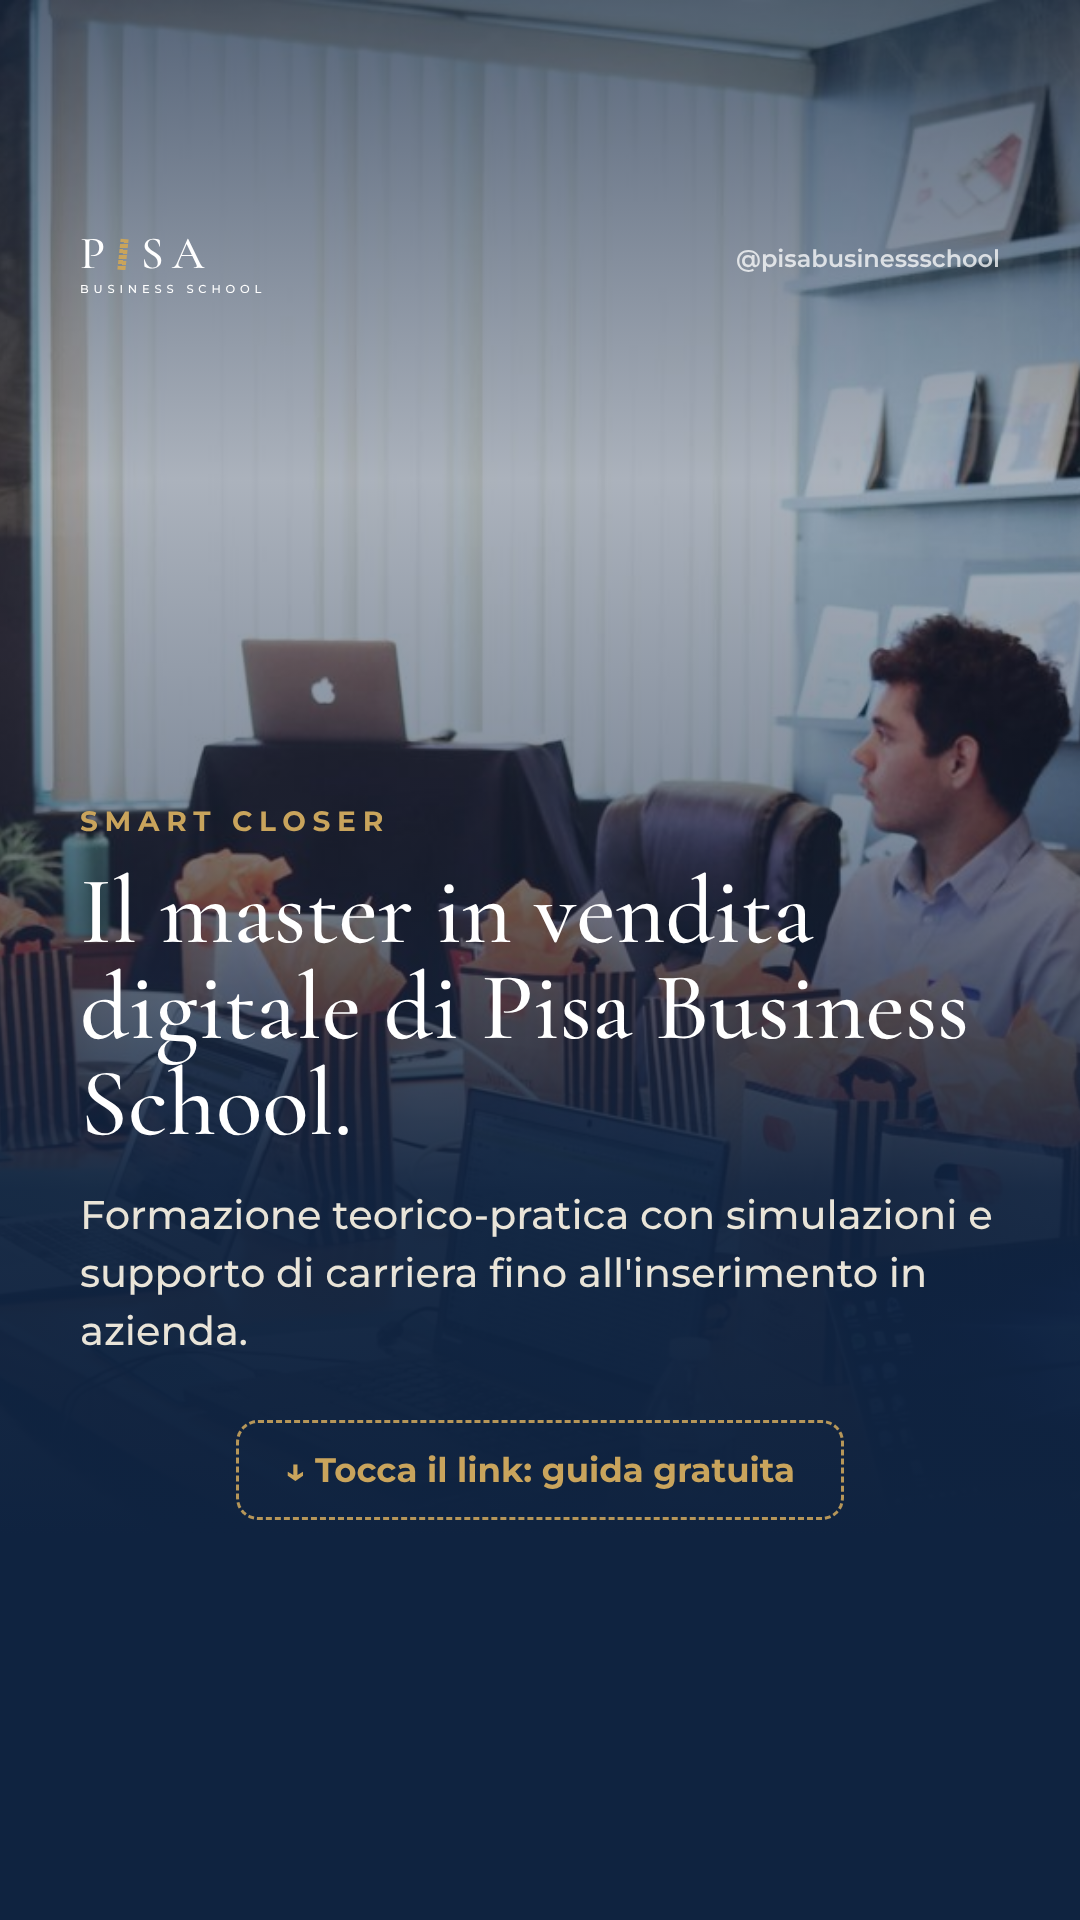 PISA
BUSINESS SCHOOL
@pisabusinessschool
SMART CLOSER
Il master in vendita
digitale di Pisa Business
School.
Formazione teorico-pratica con simulazioni e
supporto di carriera fino all'inserimento in
azienda.
↓ Tocca il link: guida gratuita